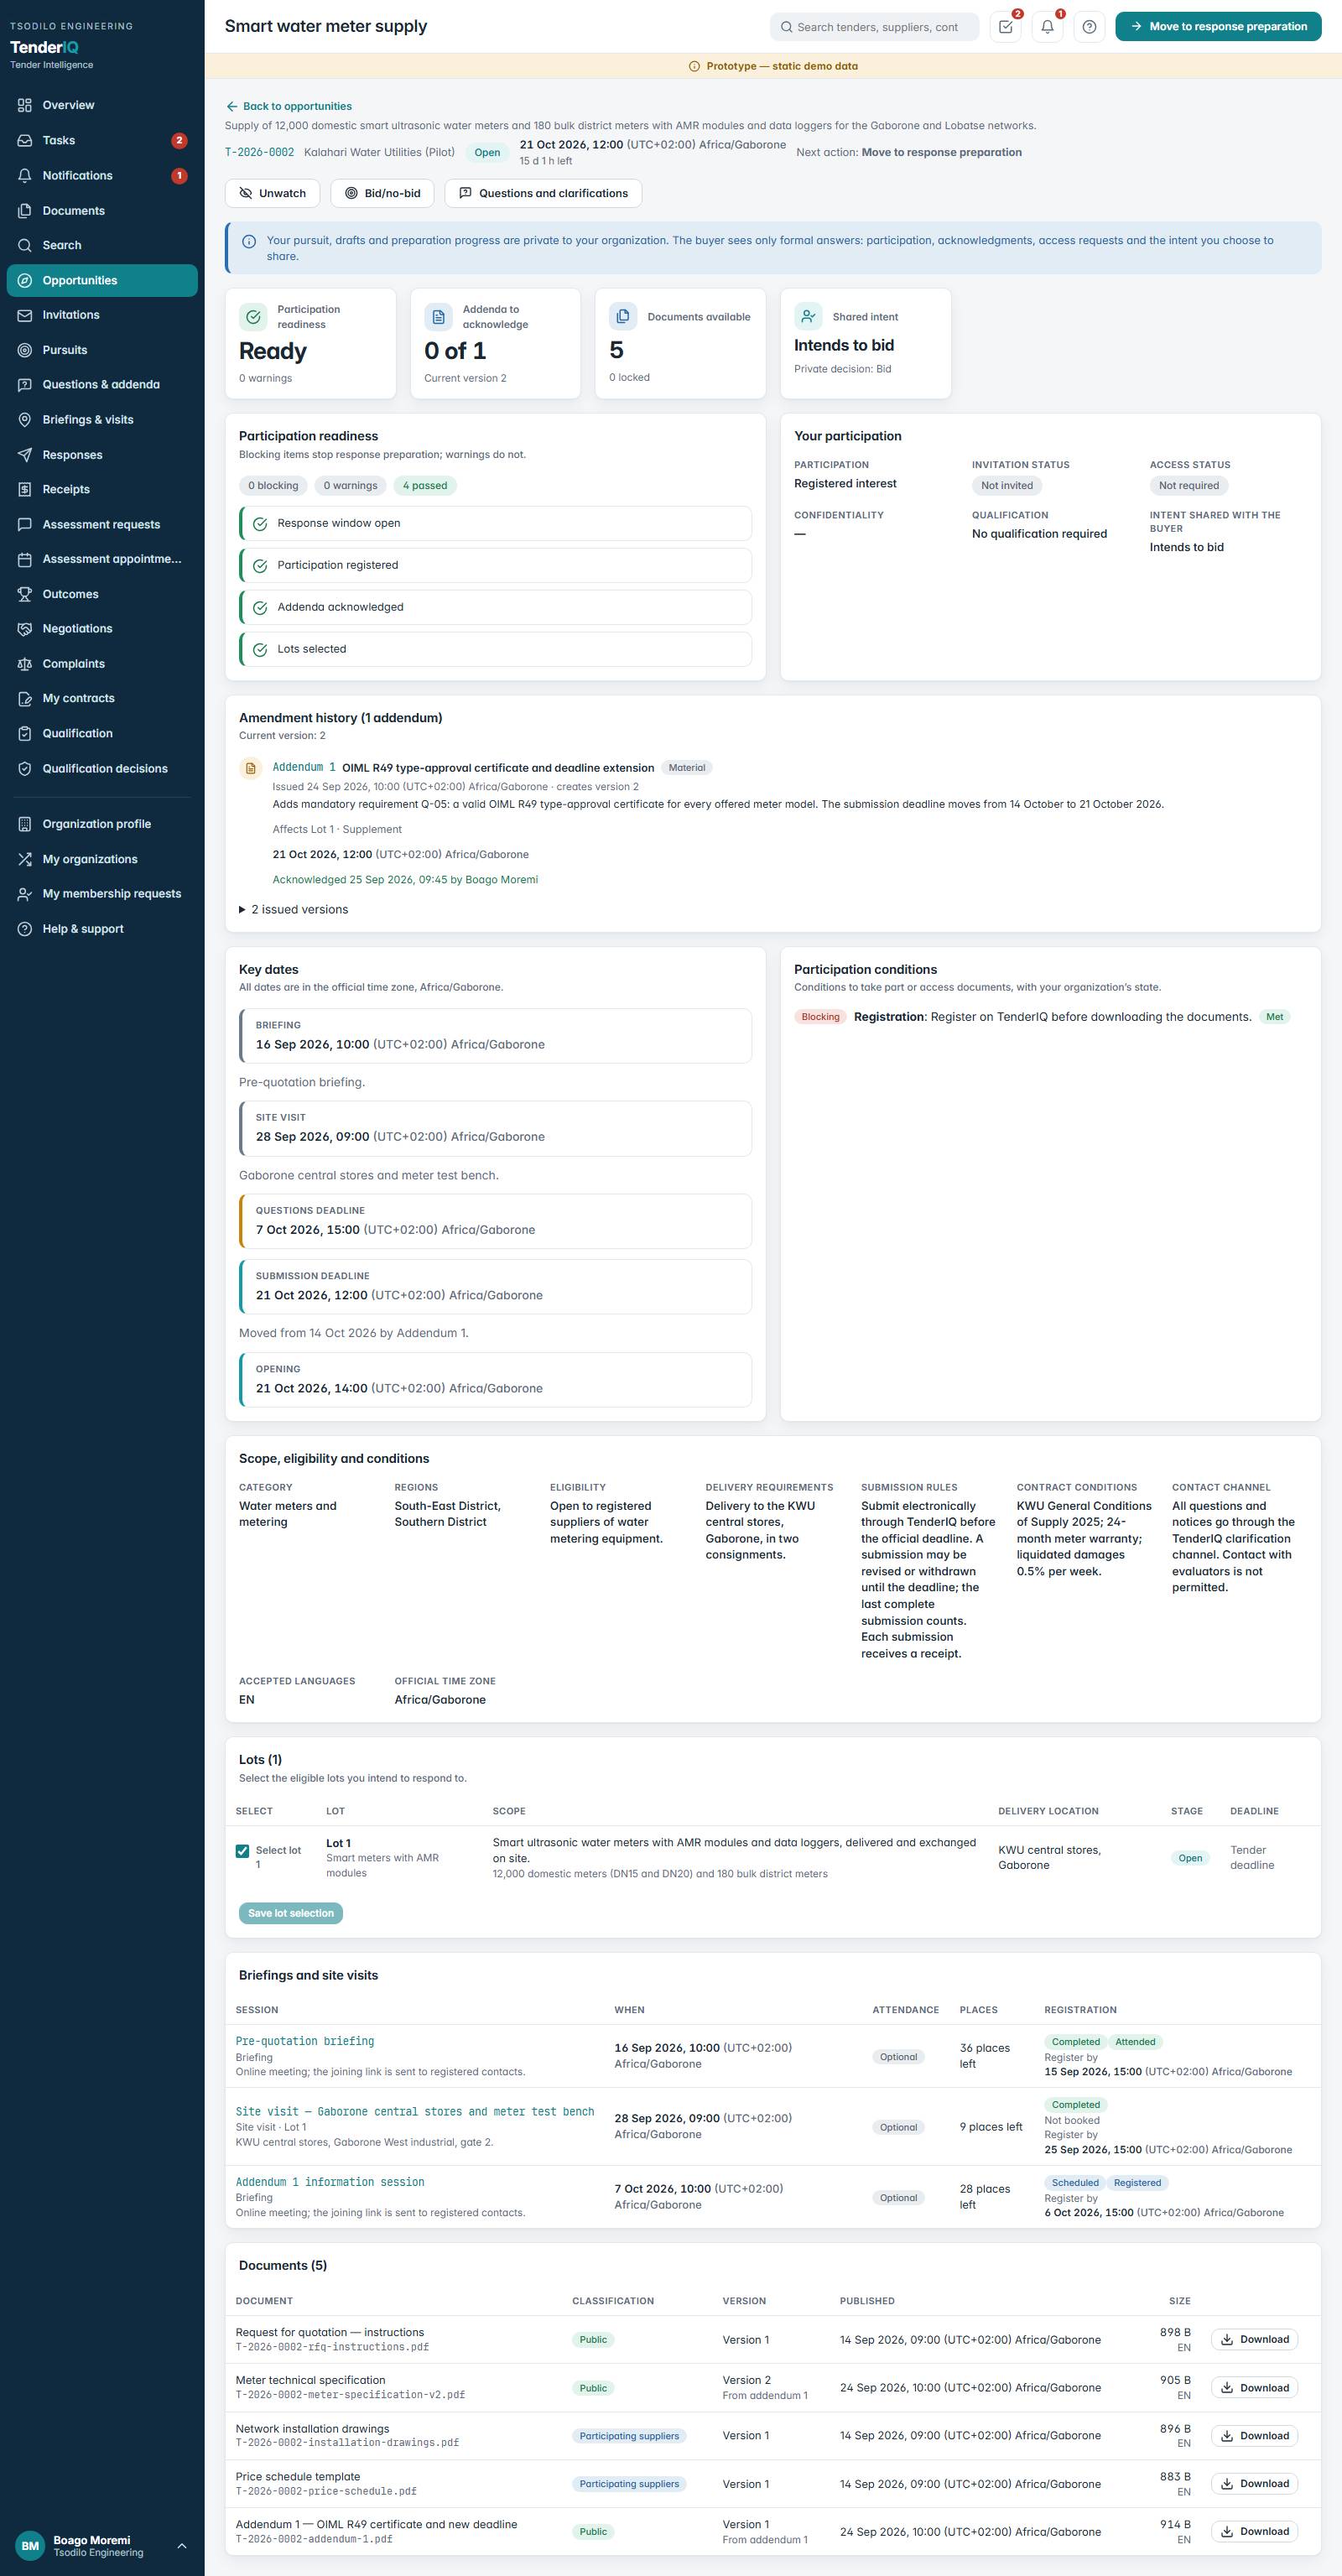 TSODILO ENGINEERING
TenderIQ
Tender Intelligence
Overview
Tasks 2
Notifications 1
Documents
Search
Opportunities
Invitations
Pursuits
Questions & addenda
Briefings & visits
Responses
Receipts
Assessment requests
Assessment appointme...
Outcomes
Negotiations
Complaints
My contracts
Qualification
Qualification decisions
Organization profile
My organizations
My membership requests
Help & support
BM
Boago Moremi
Tsodilo Engineering
Smart water meter supply
Search tenders, suppliers, cont
2
1
Move to response preparation
Prototype — static demo data
Back to opportunities
Supply of 12,000 domestic smart ultrasonic water meters and 180 bulk district meters with AMR modules and data loggers for the Gaborone and Lobatse networks.
T-2026-0002 Kalahari Water Utilities (Pilot) Open 21 Oct 2026, 12:00 (UTC+02:00) Africa/Gaborone Next action: Move to response preparation
15 d 1 h left
Unwatch
Bid/no-bid
Questions and clarifications
Your pursuit, drafts and preparation progress are private to your organization. The buyer sees only formal answers: participation, acknowledgments, access requests and the intent you choose to
share.
Participation
readiness
Ready
0 warnings
Addenda to
acknowledge
0 of 1
Current version 2
Documents available
5
0 locked
Shared intent
Intends to bid
Private decision: Bid
Participation readiness
Blocking items stop response preparation; warnings do not.
0 blocking 0 warnings 4 passed
Response window open
Participation registered
Addenda acknowledged
Lots selected
Your participation
PARTICIPATION
Registered interest
INVITATION STATUS
Not invited
ACCESS STATUS
Not required
CONFIDENTIALITY
—
QUALIFICATION
No qualification required
INTENT SHARED WITH THE
BUYER
Intends to bid
Amendment history (1 addendum)
Current version: 2
Addendum 1 OIML R49 type-approval certificate and deadline extension Material
Issued 24 Sep 2026, 10:00 (UTC+02:00) Africa/Gaborone · creates version 2
Adds mandatory requirement Q-05: a valid OIML R49 type-approval certificate for every offered meter model. The submission deadline moves from 14 October to 21 October 2026.
Affects Lot 1 · Supplement
21 Oct 2026, 12:00 (UTC+02:00) Africa/Gaborone
Acknowledged 25 Sep 2026, 09:45 by Boago Moremi
2 issued versions
Key dates
All dates are in the official time zone, Africa/Gaborone.
BRIEFING
16 Sep 2026, 10:00 (UTC+02:00) Africa/Gaborone
Pre-quotation briefing.
SITE VISIT
28 Sep 2026, 09:00 (UTC+02:00) Africa/Gaborone
Gaborone central stores and meter test bench.
QUESTIONS DEADLINE
7 Oct 2026, 15:00 (UTC+02:00) Africa/Gaborone
SUBMISSION DEADLINE
21 Oct 2026, 12:00 (UTC+02:00) Africa/Gaborone
Moved from 14 Oct 2026 by Addendum 1.
OPENING
21 Oct 2026, 14:00 (UTC+02:00) Africa/Gaborone
Participation conditions
Conditions to take part or access documents, with your organization's state.
Blocking Registration: Register on TenderIQ before downloading the documents. Met
Scope, eligibility and conditions
CATEGORY
Water meters and
metering
REGIONS
South-East District,
Southern District
ELIGIBILITY
Open to registered
suppliers of water
metering equipment.
DELIVERY REQUIREMENTS
Delivery to the KWU
central stores,
Gaborone, in two
consignments.
SUBMISSION RULES
Submit electronically
through TenderIQ before
the official deadline. A
submission may be
revised or withdrawn
until the deadline; the
last complete
submission counts.
Each submission
receives a receipt.
CONTRACT CONDITIONS
KWU General Conditions
of Supply 2025; 24-
month meter warranty;
liquidated damages
0.5% per week.
CONTACT CHANNEL
All questions and
notices go through the
TenderIQ clarification
channel. Contact with
evaluators is not
permitted.
ACCEPTED LANGUAGES
EN
OFFICIAL TIME ZONE
Africa/Gaborone
Lots (1)
Select the eligible lots you intend to respond to.
SELECT LOT SCOPE DELIVERY LOCATION STAGE DEADLINE
Select lot
1
Lot 1
Smart meters with AMR
modules
Smart ultrasonic water meters with AMR modules and data loggers, delivered and exchanged
on site.
12,000 domestic meters (DN15 and DN20) and 180 bulk district meters
KWU central stores,
Gaborone
Open
Tender
deadline
Save lot selection
Briefings and site visits
SESSION WHEN ATTENDANCE PLACES REGISTRATION
Pre-quotation briefing
Briefing
Online meeting; the joining link is sent to registered contacts.
16 Sep 2026, 10:00 (UTC+02:00)
Africa/Gaborone
Optional
36 places
left
Completed Attended
Register by
15 Sep 2026, 15:00 (UTC+02:00) Africa/Gaborone
Site visit — Gaborone central stores and meter test bench
Site visit · Lot 1
KWU central stores, Gaborone West industrial, gate 2.
28 Sep 2026, 09:00 (UTC+02:00)
Africa/Gaborone
Optional
9 places left
Completed
Not booked
Register by
25 Sep 2026, 15:00 (UTC+02:00) Africa/Gaborone
Addendum 1 information session
Briefing
Online meeting; the joining link is sent to registered contacts.
7 Oct 2026, 10:00 (UTC+02:00)
Africa/Gaborone
Optional
28 places
left
Scheduled Registered
Register by
6 Oct 2026, 15:00 (UTC+02:00) Africa/Gaborone
Documents (5)
DOCUMENT CLASSIFICATION VERSION PUBLISHED SIZE
Request for quotation — instructions
T-2026-0002-rfq-instructions.pdf
Public
Version 1
14 Sep 2026, 09:00 (UTC+02:00) Africa/Gaborone
898 B
EN
Download
Meter technical specification
T-2026-0002-meter-specification-v2.pdf
Public
Version 2
From addendum 1
24 Sep 2026, 10:00 (UTC+02:00) Africa/Gaborone
905 B
EN
Download
Network installation drawings
T-2026-0002-installation-drawings.pdf
Participating suppliers
Version 1
14 Sep 2026, 09:00 (UTC+02:00) Africa/Gaborone
896 B
EN
Download
Price schedule template
T-2026-0002-price-schedule.pdf
Participating suppliers
Version 1
14 Sep 2026, 09:00 (UTC+02:00) Africa/Gaborone
883 B
EN
Download
Addendum 1 — OIML R49 certificate and new deadline
T-2026-0002-addendum-1.pdf
Public
Version 1
From addendum 1
24 Sep 2026, 10:00 (UTC+02:00) Africa/Gaborone
914 B
EN
Download